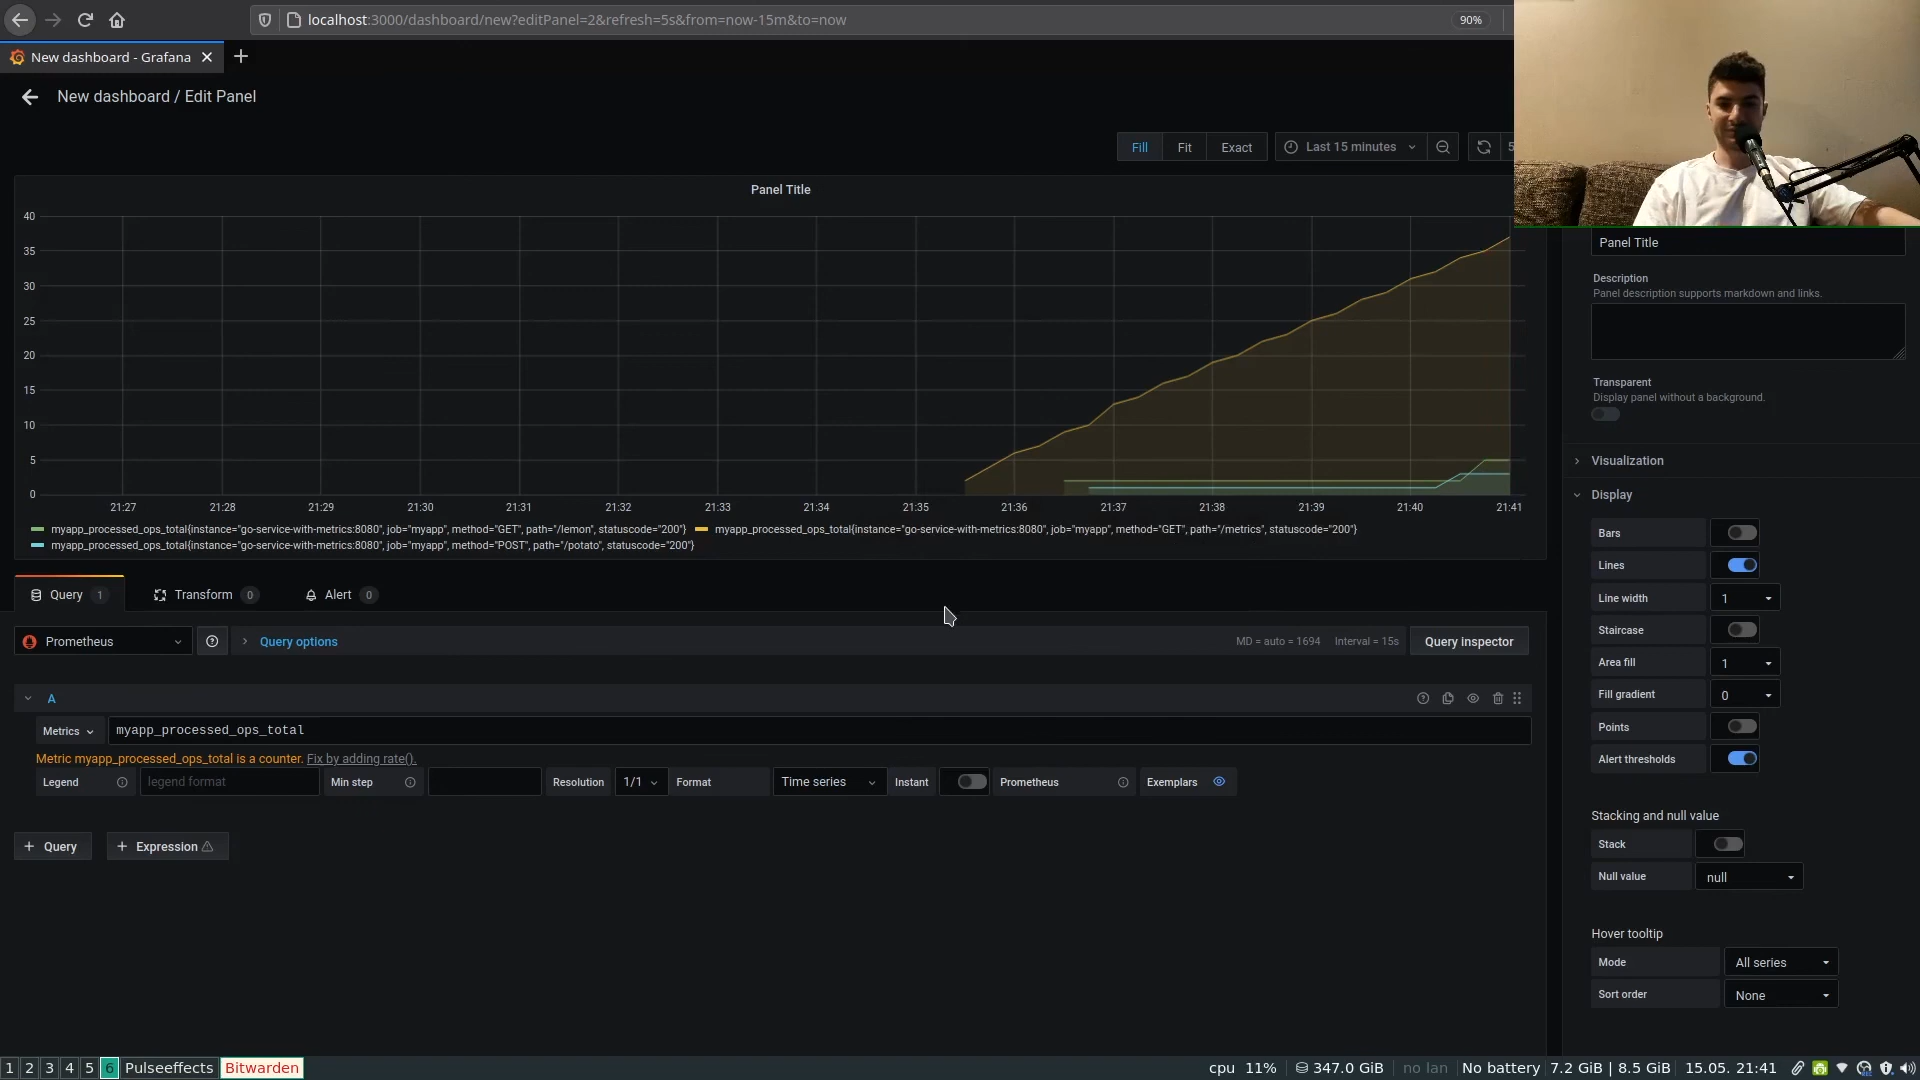 localhost:3000/dashboard/new?editPanel=2&refresh=5s&from=now-15m&to=now
90%
New dashboard - Grafana
New dashboard / Edit Panel
Fill Fit Exact Last 15 minutes 5
Panel Title
40
35
30
25
20
15
10
5
0
21:27 21:28 21:29 21:30 21:31 21:32 21:33 21:34 21:35 21:36 21:37 21:38 21:39 21:40 21:41
myapp_processed_ops_total{instance="go-service-with-metrics:8080", job="myapp", method="GET", path="/lemon", statuscode="200"} myapp_processed_ops_total{instance="go-service-with-metrics:8080", job="myapp", method="GET", path="/metrics", statuscode="200"}
myapp_processed_ops_total{instance="go-service-with-metrics:8080", job="myapp", method="POST", path="/potato", statuscode="200"}
Query 1 Transform 0 Alert 0
Prometheus Query options MD = auto = 1694 Interval = 15s Query inspector
A
Metrics myapp_processed_ops_total
Metric myapp_processed_ops_total is a counter. Fix by adding rate().
Legend legend format Min step Resolution 1/1 Format Time series Instant Prometheus Exemplars
+ Query + Expression
Panel Title
Description
Panel description supports markdown and links.
Transparent
Display panel without a background.
Visualization
Display
Bars
Lines
Line width 1
Staircase
Area fill 1
Fill gradient 0
Points
Alert thresholds
Stacking and null value
Stack
Null value null
Hover tooltip
Mode All series
Sort order None
1 2 3 4 5 6 Pulseeffects Bitwarden cpu 11% 347.0 GiB no lan No battery 7.2 GiB | 8.5 GiB 15.05. 21:41